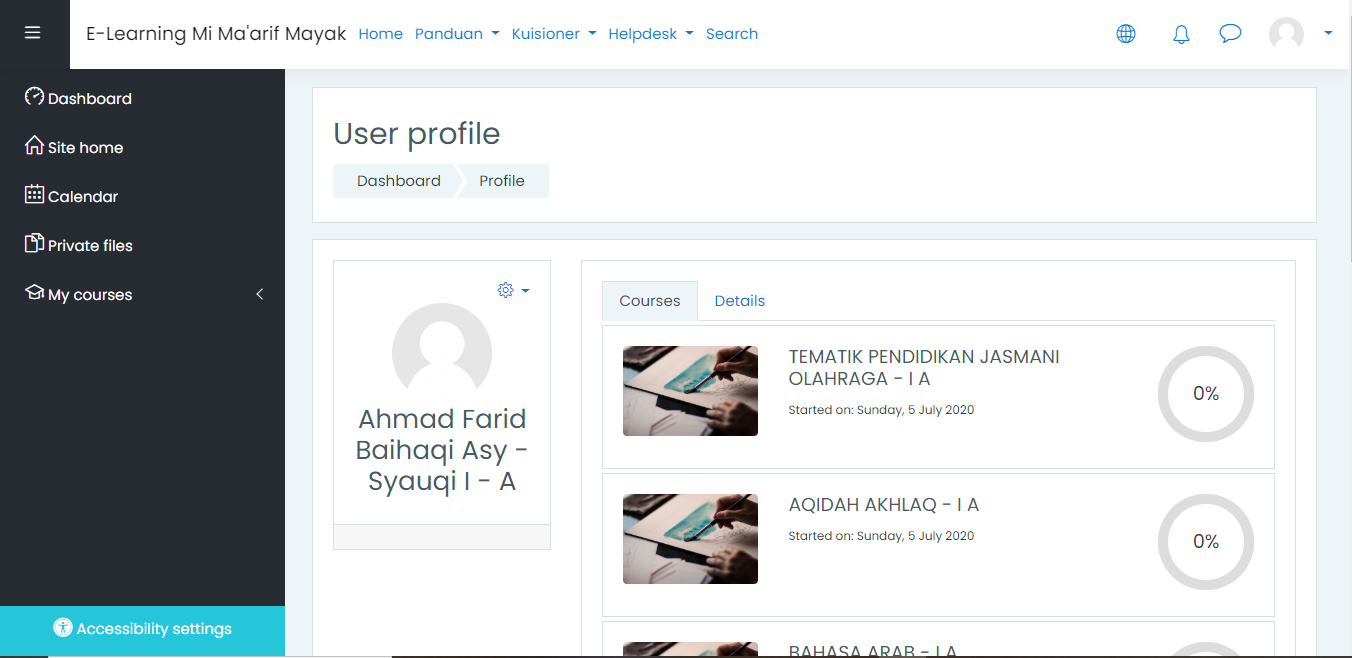 E-Learning Mi Ma'arif Mayak Home Panduan Kuisioner Helpdesk Search
Dashboard
Site home
Calendar
Private files
My courses
Accessibility settings
User profile
Dashboard Profile
Ahmad Farid
Baihaqi Asy -
Syauqi I - A
Courses Details
TEMATIK PENDIDIKAN JASMANI
OLAHRAGA - I A
Started on: Sunday, 5 July 2020
0%
AQIDAH AKHLAQ - I A
Started on: Sunday, 5 July 2020
0%
BAHASA ARAB - I A